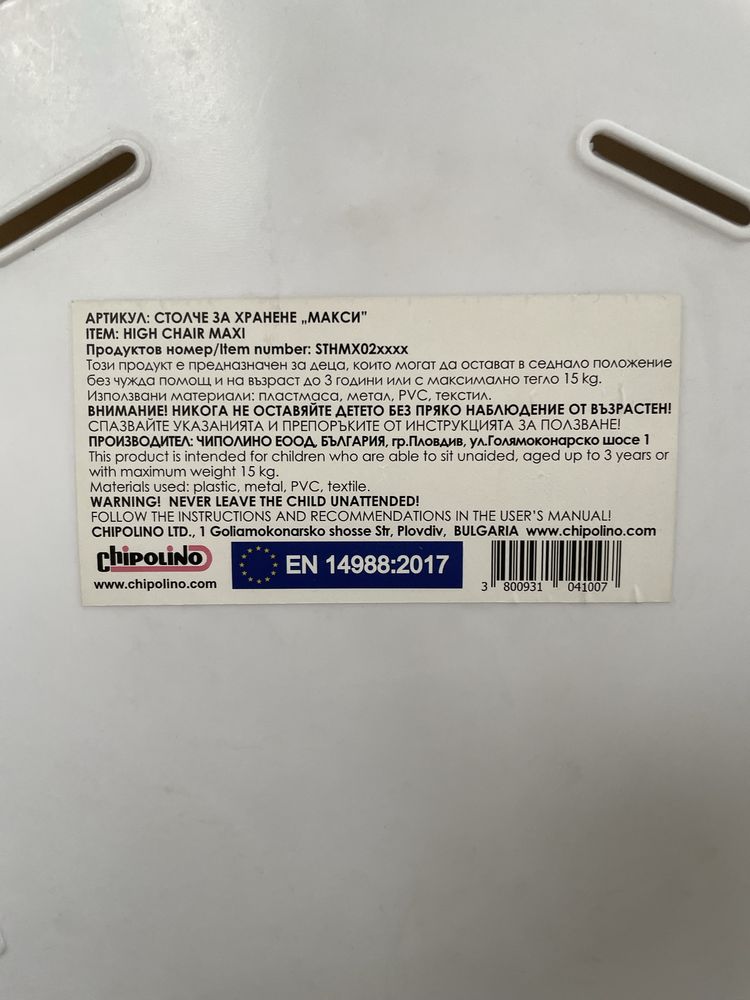 АРТИКУЛ: СТОЛЧЕ ЗА ХРАНЕНЕ „МАКСИ”
ITEM: HIGH CHAIR MAXI
Продуктов номер/Item number: STHMX02xxxx
Този продукт е предназначен за деца, които могат да остават в седнало положение
без чужда помощ и на възраст до 3 години или с максимално тегло 15 kg.
Използвани материали: пластмаса, метал, PVC, текстил.
ВНИМАНИЕ! НИКОГА НЕ ОСТАВЯЙТЕ ДЕТЕТО БЕЗ ПРЯКО НАБЛЮДЕНИЕ ОТ ВЪЗРАСТЕН!
СПАЗВАЙТЕ УКАЗАНИЯТА И ПРЕПОРЪКИТЕ ОТ ИНСТРУКЦИЯТА ЗА ПОЛЗВАНЕ!
ПРОИЗВОДИТЕЛ: ЧИПОЛИНО ЕООД, БЪЛГАРИЯ, гр.Пловдив, ул.Голямоконарско шосе 1
This product is intended for children who are able to sit unaided, aged up to 3 years or
with maximum weight 15 kg.
Materials used: plastic, metal, PVC, textile.
WARNING! NEVER LEAVE THE CHILD UNATTENDED!
FOLLOW THE INSTRUCTIONS AND RECOMMENDATIONS IN THE USER'S MANUAL!
CHIPOLINO LTD., 1 Goliamokonarsko shosse Str, Plovdiv, BULGARIA www.chipolino.com
chipolino
www.chipolino.com
EN 14988:2017
3 800931 041007